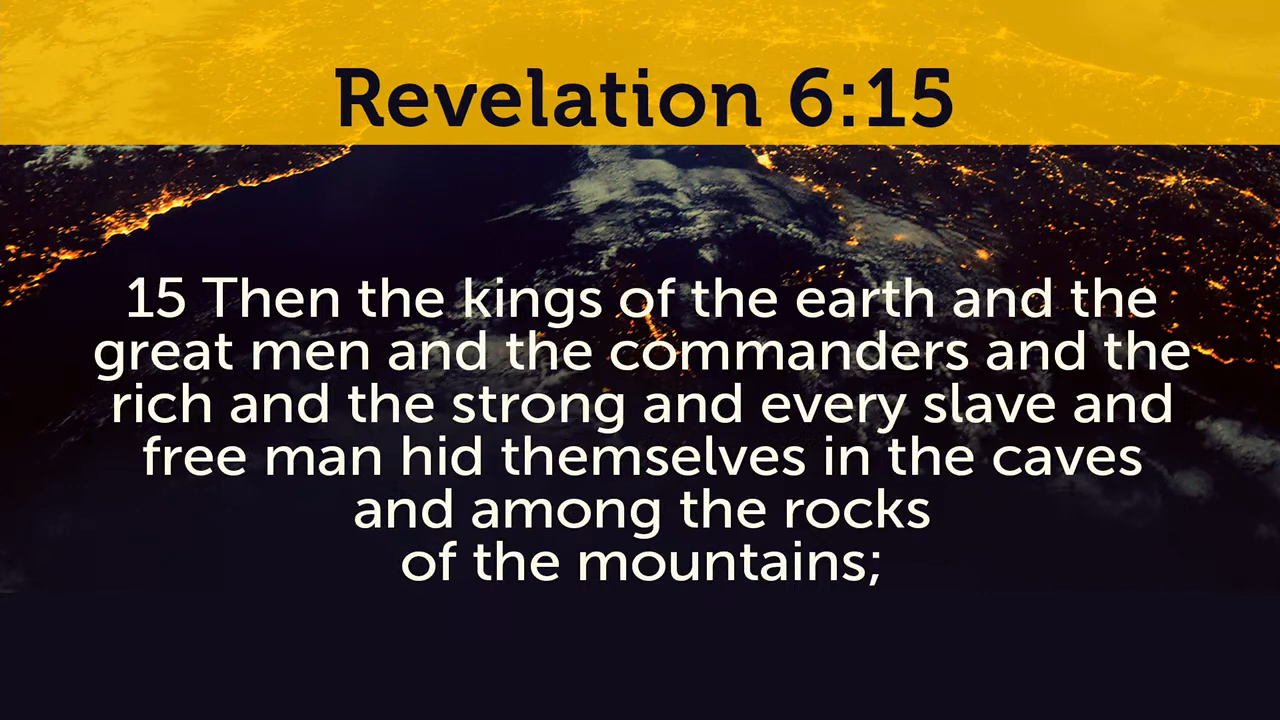 Revelation 6:15
15 Then the kings of the earth and the
great men and the commanders and the
rich and the strong and every slave and
free man hid themselves in the caves
and among the rocks
of the mountains;